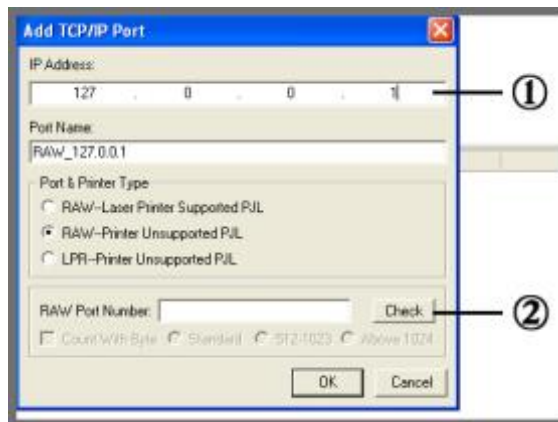 Add TCP/IP Port
IP Address:
127 . 0 . 0 . 1
①
Port Name:
RAW_127.0.0.1
Port & Printer Type
RAW--Laser Printer Supported PJL
RAW--Printer Unsupported PJL
LPR--Printer Unsupported PJL
RAW Port Number: Check
②
Count With Byte Standard 512-1023 Above 1024
OK Cancel